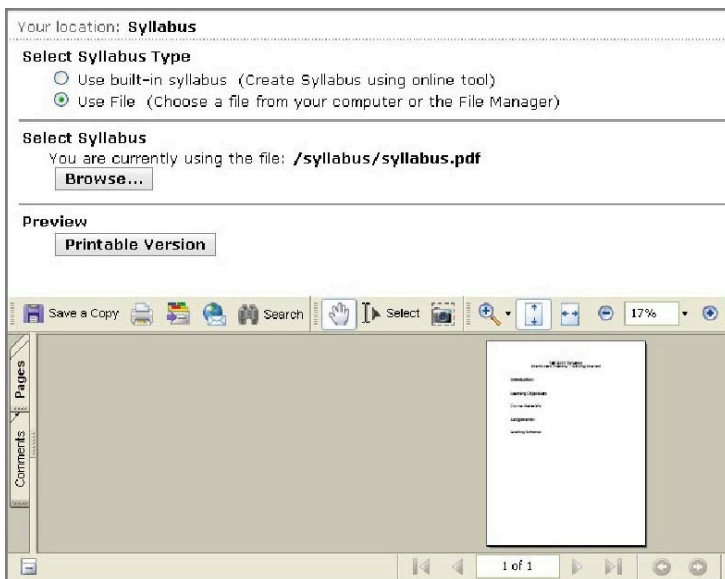 Your location: Syllabus
Select Syllabus Type
Use built-in syllabus (Create Syllabus using online tool)
Use File (Choose a file from your computer or the File Manager)
Select Syllabus
You are currently using the file: /syllabus/syllabus.pdf
Browse...
Preview
Printable Version
Save a Copy Search Select 17%
Pages
Comments
Introduction:
Learning Objectives:
Course Materials:
Assignments:
Grading Scheme:
1 of 1